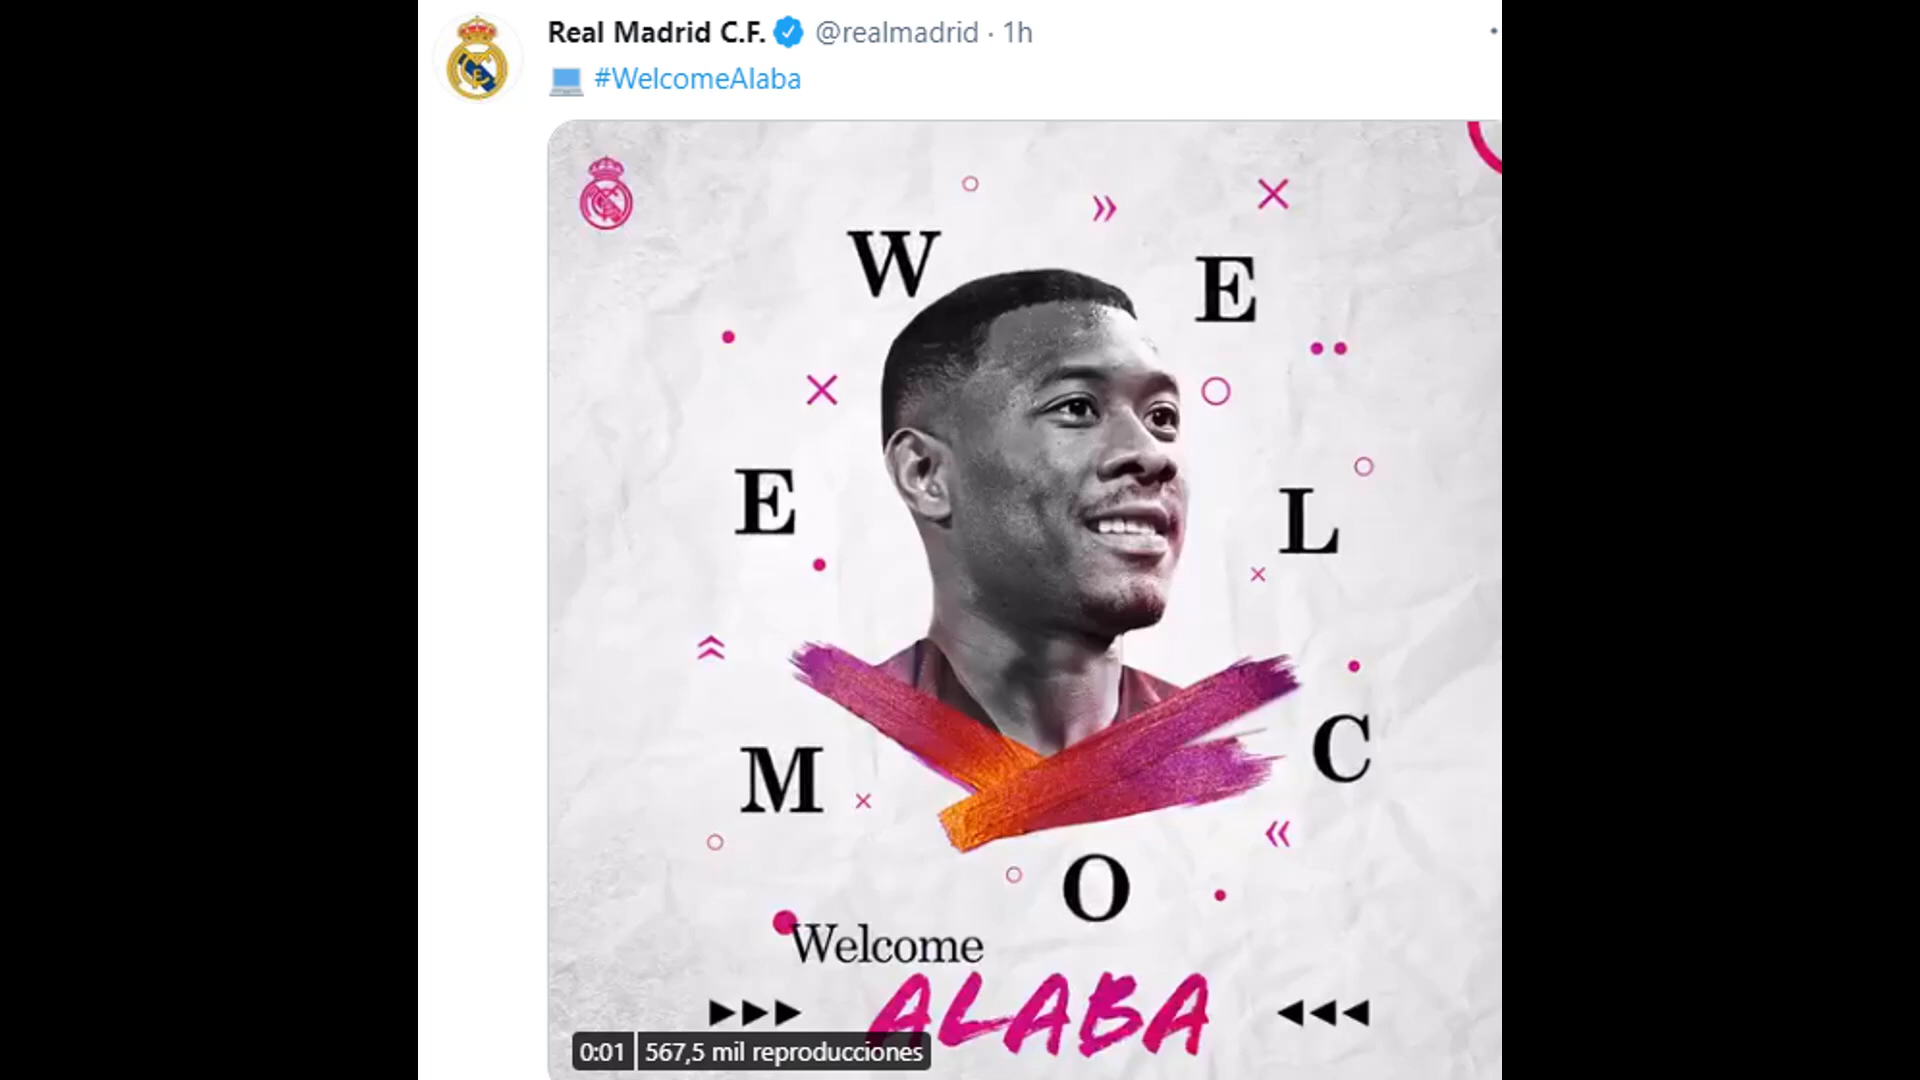 Real Madrid C.F. @realmadrid · 1h
#WelcomeAlaba
W E L C O M E
Welcome
ALABA
0:01 567,5 mil reproducciones